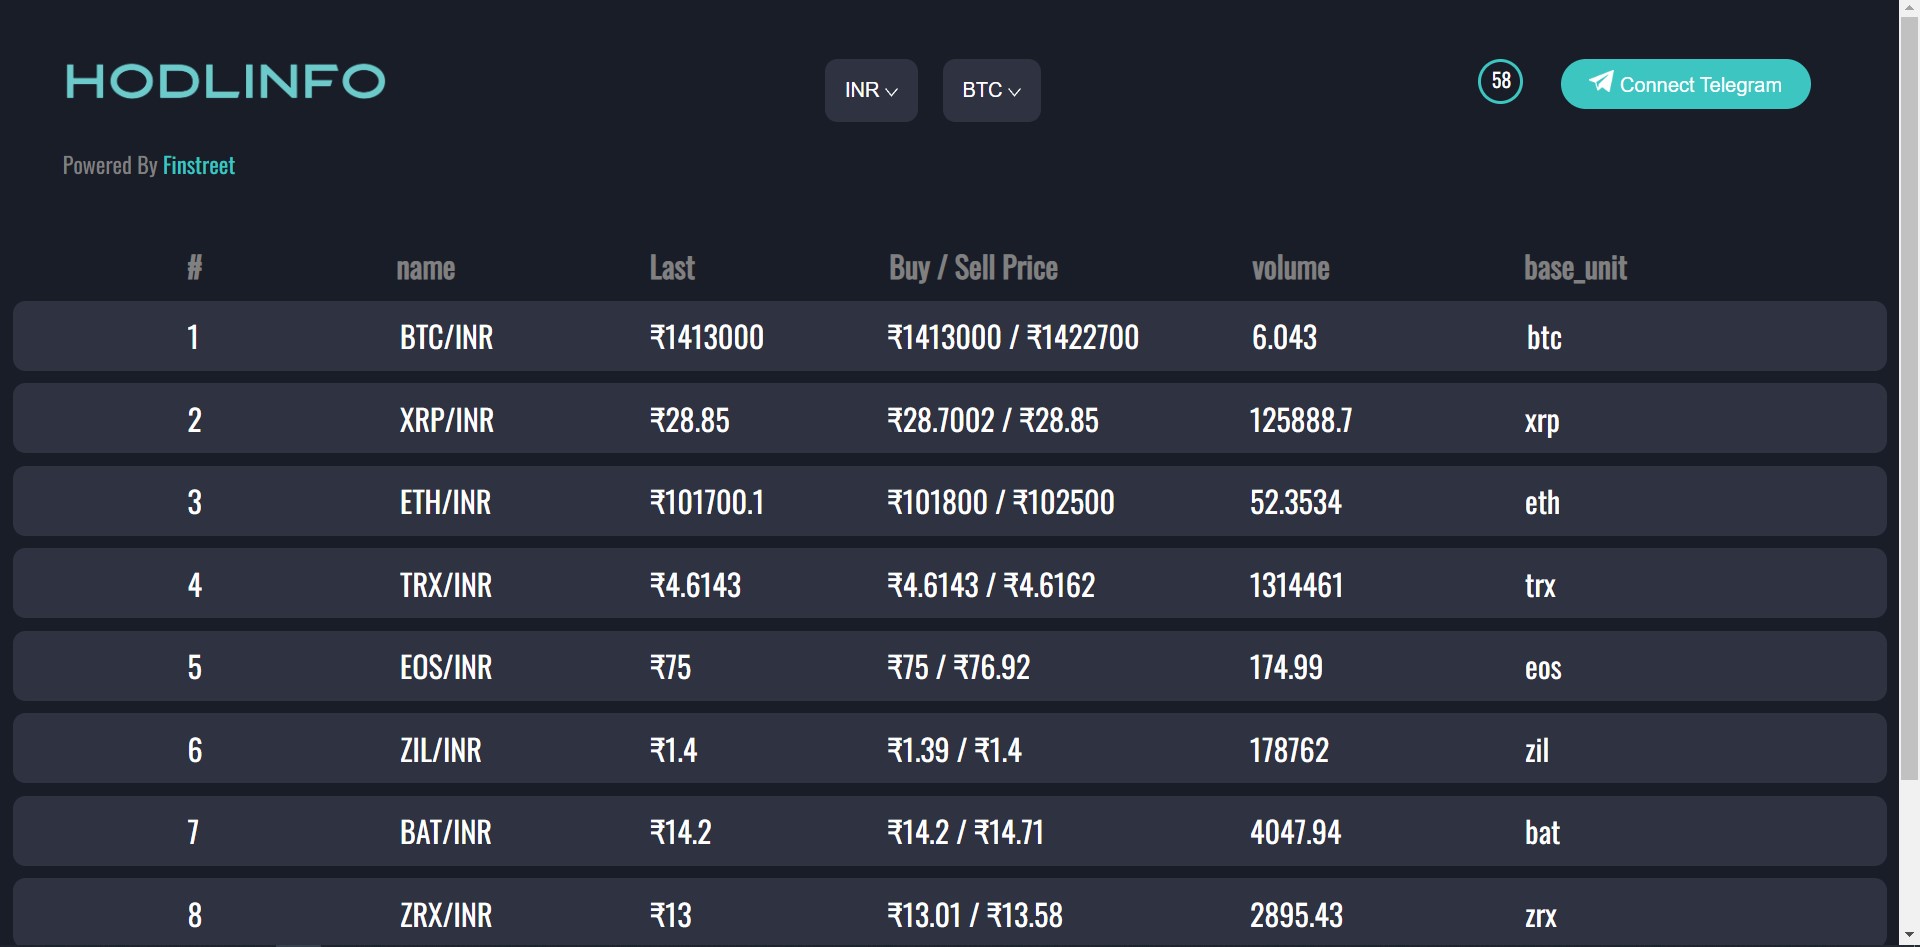 HODLINFO INR BTC 58 Connect Telegram
Powered By Finstreet
# name Last Buy / Sell Price volume base_unit
1 BTC/INR ₹1413000 ₹1413000 / ₹1422700 6.043 btc
2 XRP/INR ₹28.85 ₹28.7002 / ₹28.85 125888.7 xrp
3 ETH/INR ₹101700.1 ₹101800 / ₹102500 52.3534 eth
4 TRX/INR ₹4.6143 ₹4.6143 / ₹4.6162 1314461 trx
5 EOS/INR ₹75 ₹75 / ₹76.92 174.99 eos
6 ZIL/INR ₹1.4 ₹1.39 / ₹1.4 178762 zil
7 BAT/INR ₹14.2 ₹14.2 / ₹14.71 4047.94 bat
8 ZRX/INR ₹13 ₹13.01 / ₹13.58 2895.43 zrx